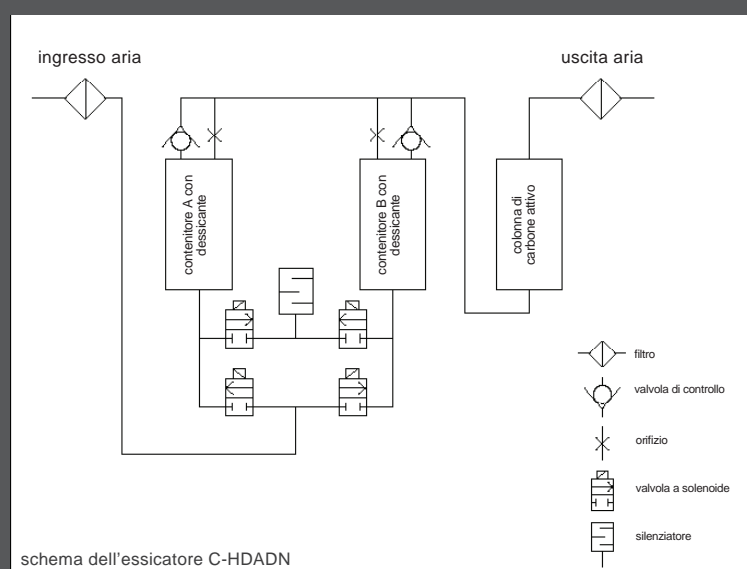 ingresso aria
uscita aria
contenitore A con
dessicante
contenitore B con
dessicante
colonna di
carbone attivo
filtro
valvola di controllo
orifizio
valvola a solenoide
silenziatore
schema dell'essicatore C-HDADN